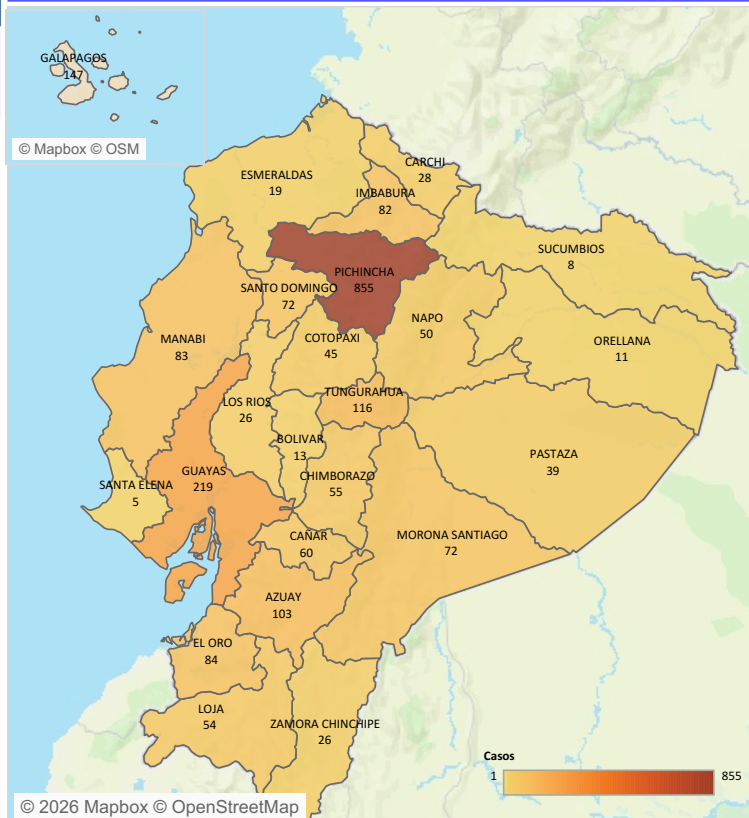 GALAPAGOS
147
© Mapbox © OSM
CARCHI
28
ESMERALDAS
19
IMBABURA
82
SUCUMBIOS
8
PICHINCHA
855
SANTO DOMINGO
72
NAPO
50
MANABI
83
COTOPAXI
45
ORELLANA
11
TUNGURAHUA
116
LOS RIOS
26
BOLIVAR
13
PASTAZA
39
GUAYAS
219
CHIMBORAZO
55
SANTA ELENA
5
CAÑAR
60
MORONA SANTIAGO
72
AZUAY
103
EL ORO
84
LOJA
54
ZAMORA CHINCHIPE
26
Casos
1
855
© 2026 Mapbox © OpenStreetMap